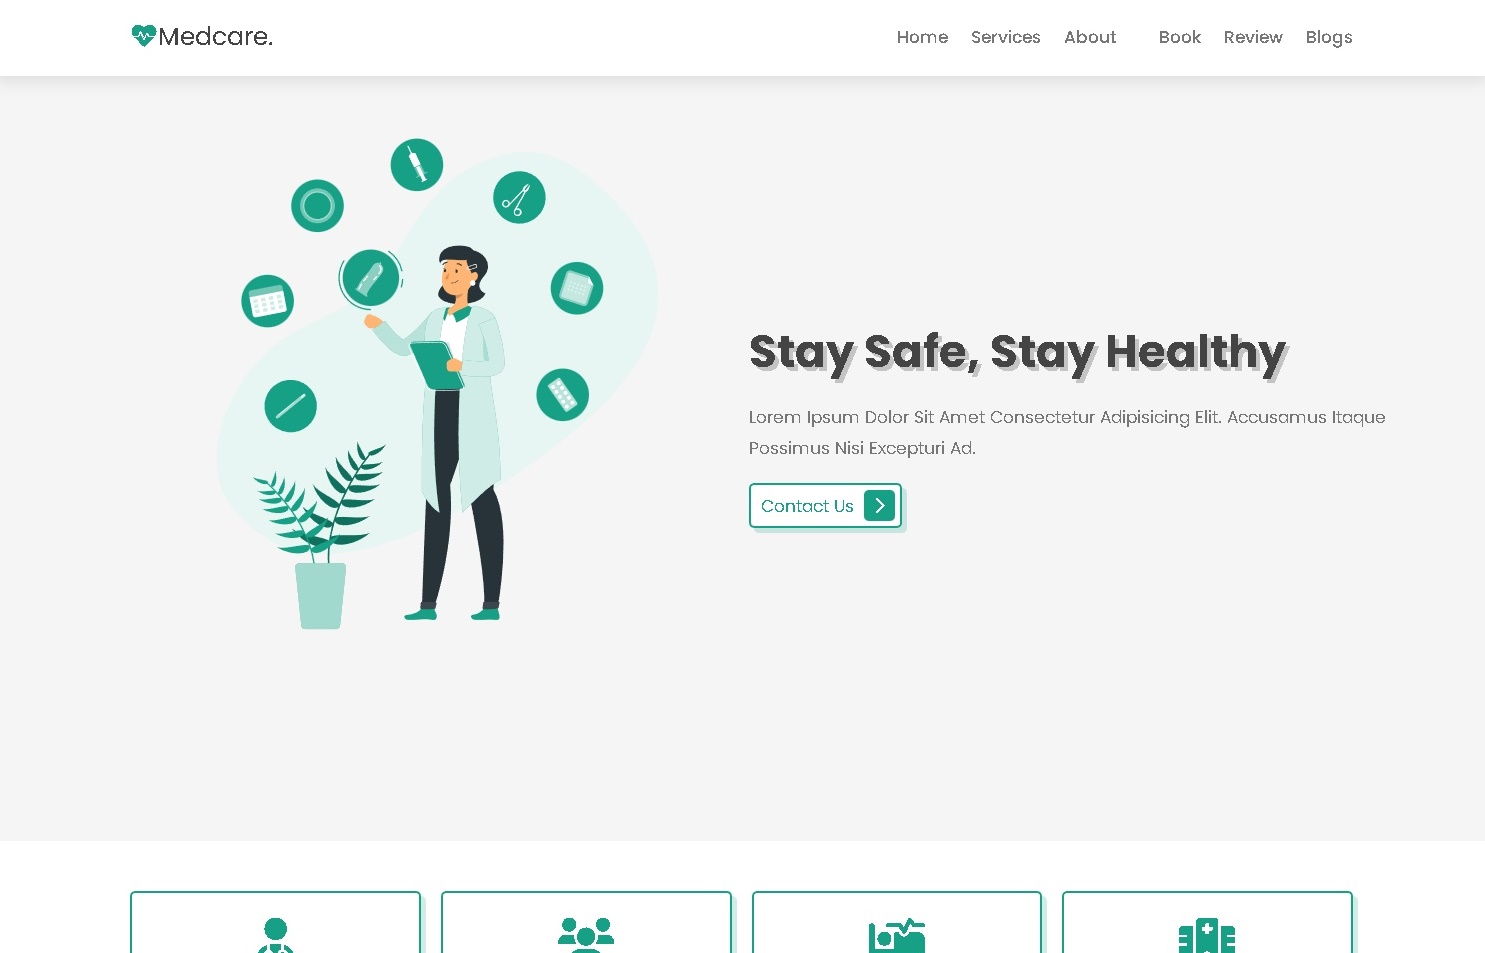 Medcare.
Home Services About Book Review Blogs
Stay Safe, Stay Healthy
Lorem Ipsum Dolor Sit Amet Consectetur Adipisicing Elit. Accusamus Itaque
Possimus Nisi Excepturi Ad.
Contact Us